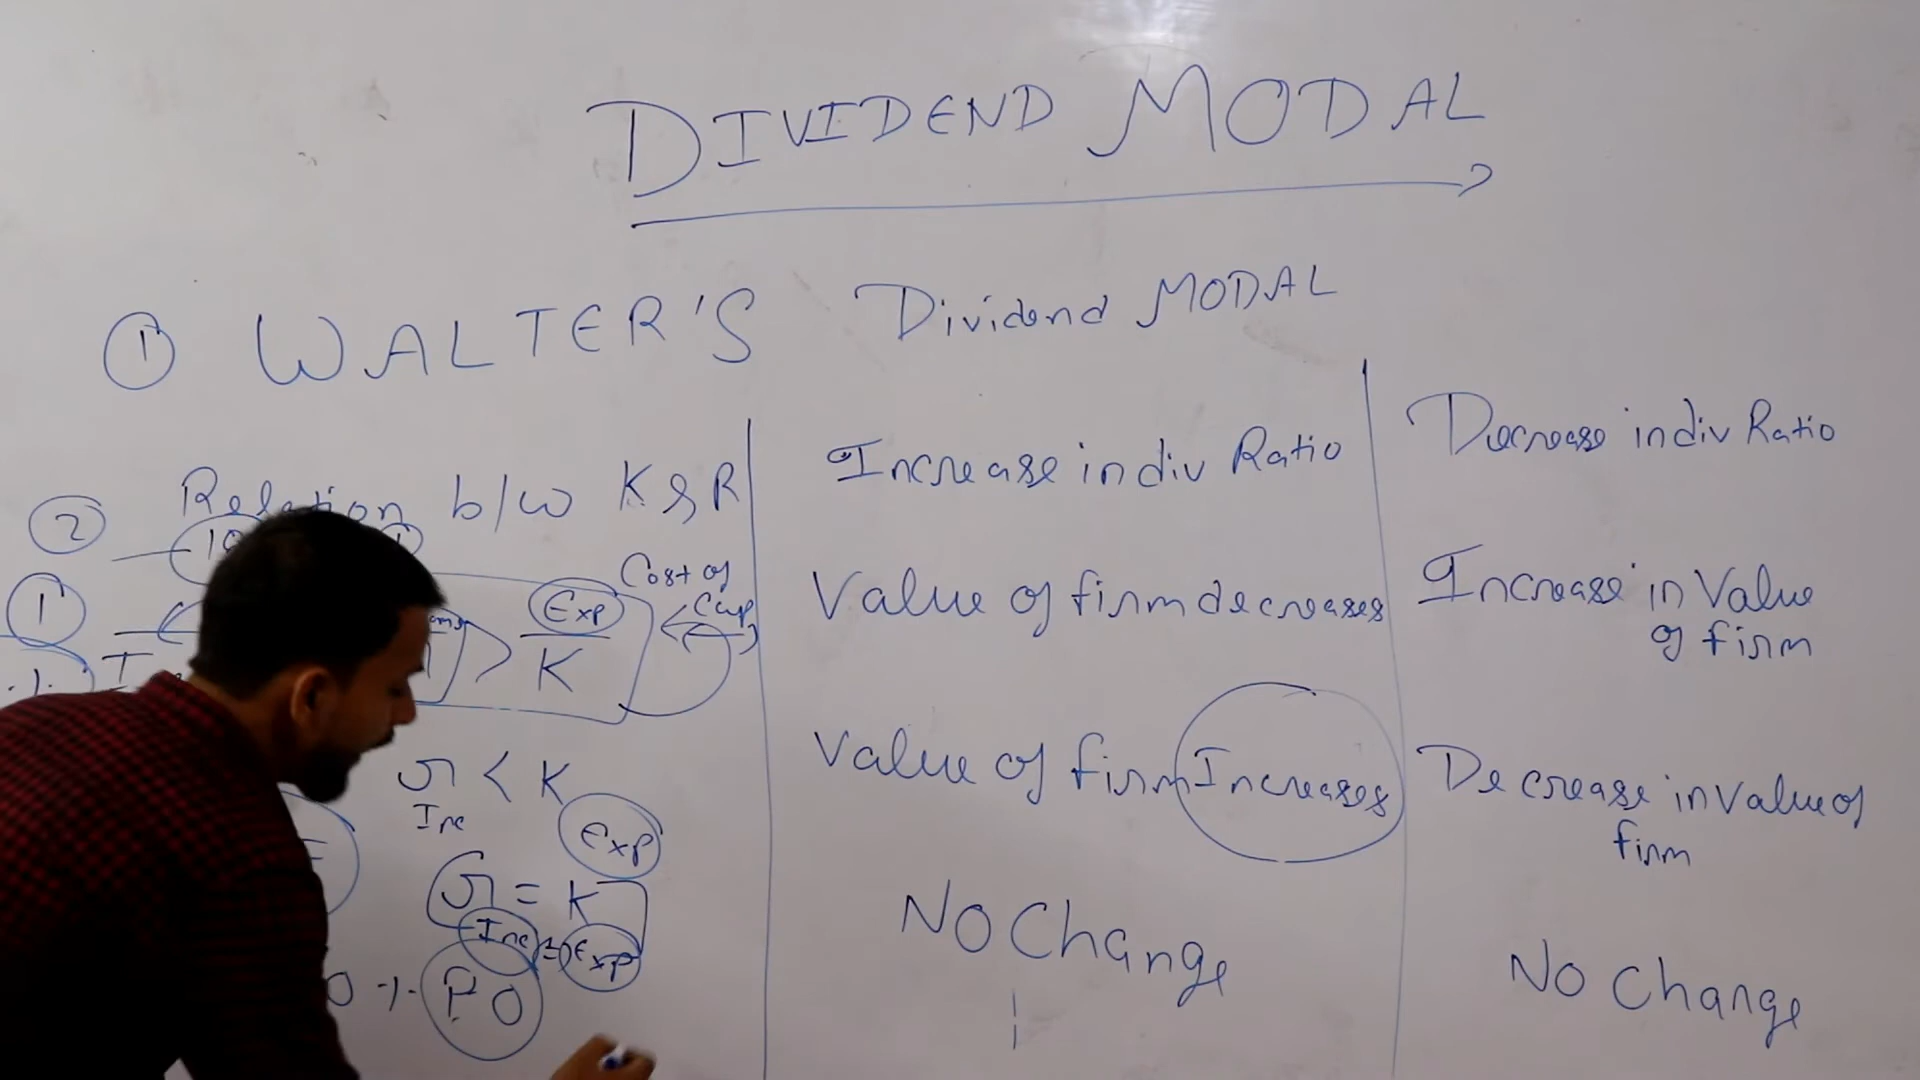 DIVIDEND MODAL
① WALTER'S Dividend MODAL
② Relation b/w K & R
Increase in div Ratio
Decrease in div Ratio
10
①
Exp
Cost of
Cap
> K
Value of firm decreases
Increase in Value
of firm
r < K
Inc
Exp
Value of firm Increases
Decrease in Value of
firm
r = K
Inc = Exp
No Change
No Change